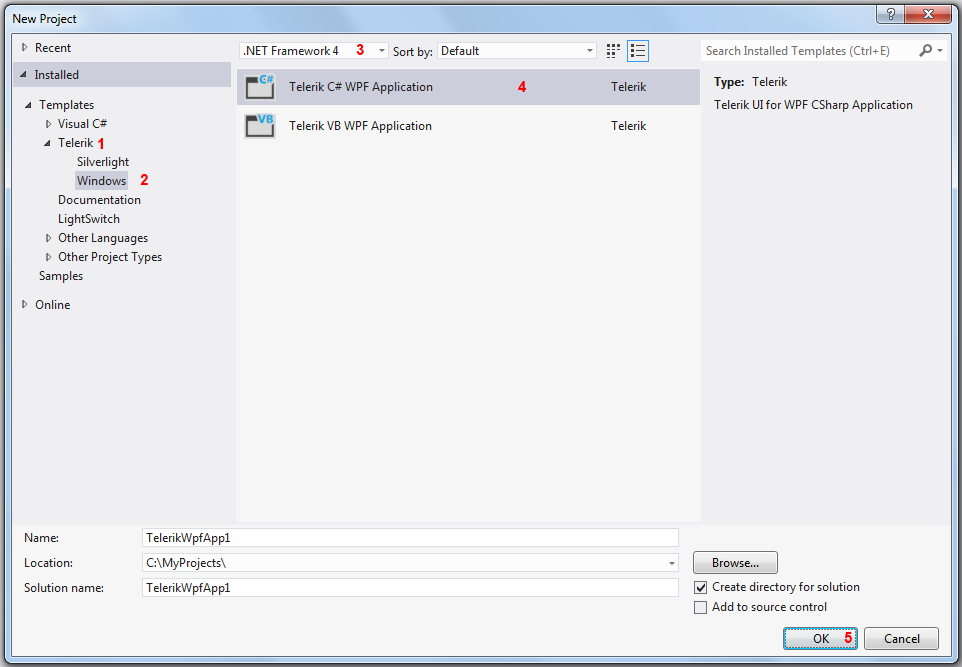 New Project
?
Recent
.NET Framework 4 3 Sort by: Default
Search Installed Templates (Ctrl+E)
Installed
Templates
Visual C#
Telerik 1
Silverlight
Windows 2
Documentation
LightSwitch
Other Languages
Other Project Types
Samples
Online
C# Telerik C# WPF Application 4 Telerik
VB Telerik VB WPF Application Telerik
Type: Telerik
Telerik UI for WPF CSharp Application
Name: TelerikWpfApp1
Location: C:\MyProjects\ Browse...
Solution name: TelerikWpfApp1
Create directory for solution
Add to source control
OK 5 Cancel